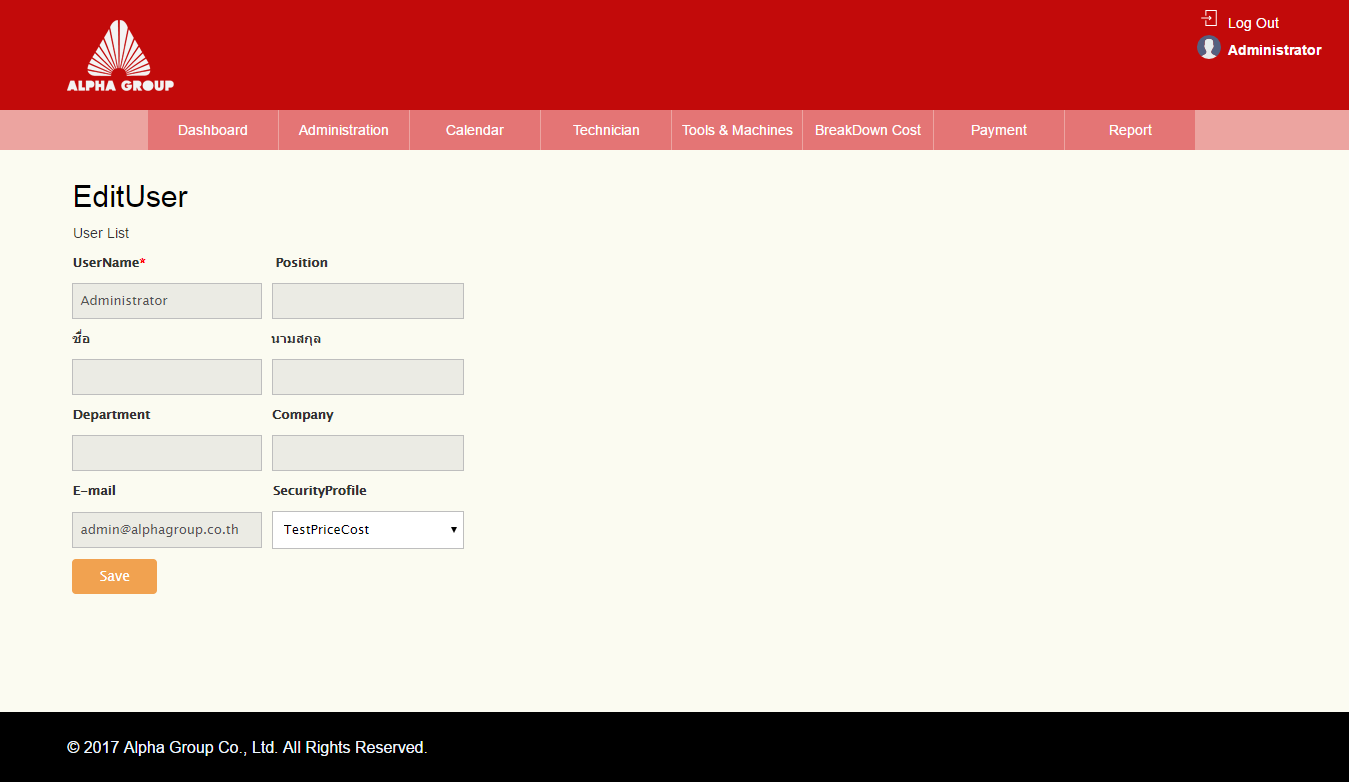 Log Out
Administrator
ALPHA GROUP
Dashboard Administration Calendar Technician Tools & Machines BreakDown Cost Payment Report
EditUser
User List
UserName* Position
Administrator
ชื่อ นามสกุล
Department Company
E-mail SecurityProfile
admin@alphagroup.co.th TestPriceCost
Save
© 2017 Alpha Group Co., Ltd. All Rights Reserved.